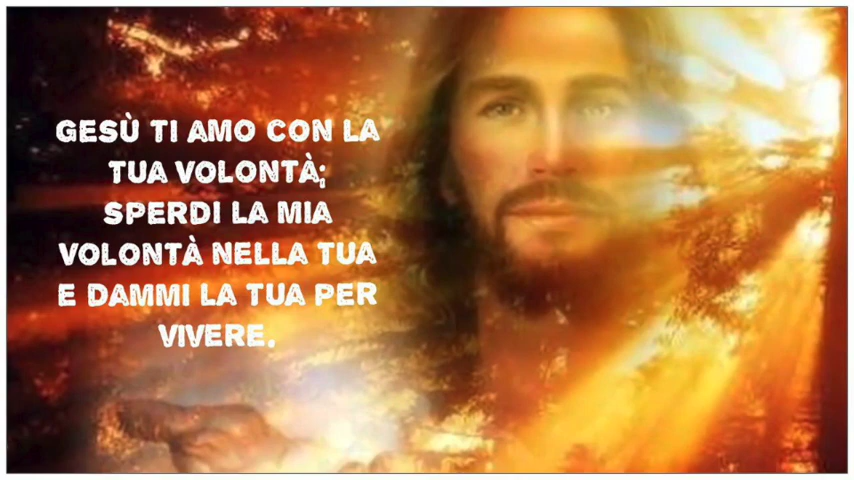 GESÙ TI AMO CON LA
TUA VOLONTÀ;
SPERDI LA MIA
VOLONTÀ NELLA TUA
E DAMMI LA TUA PER
VIVERE.